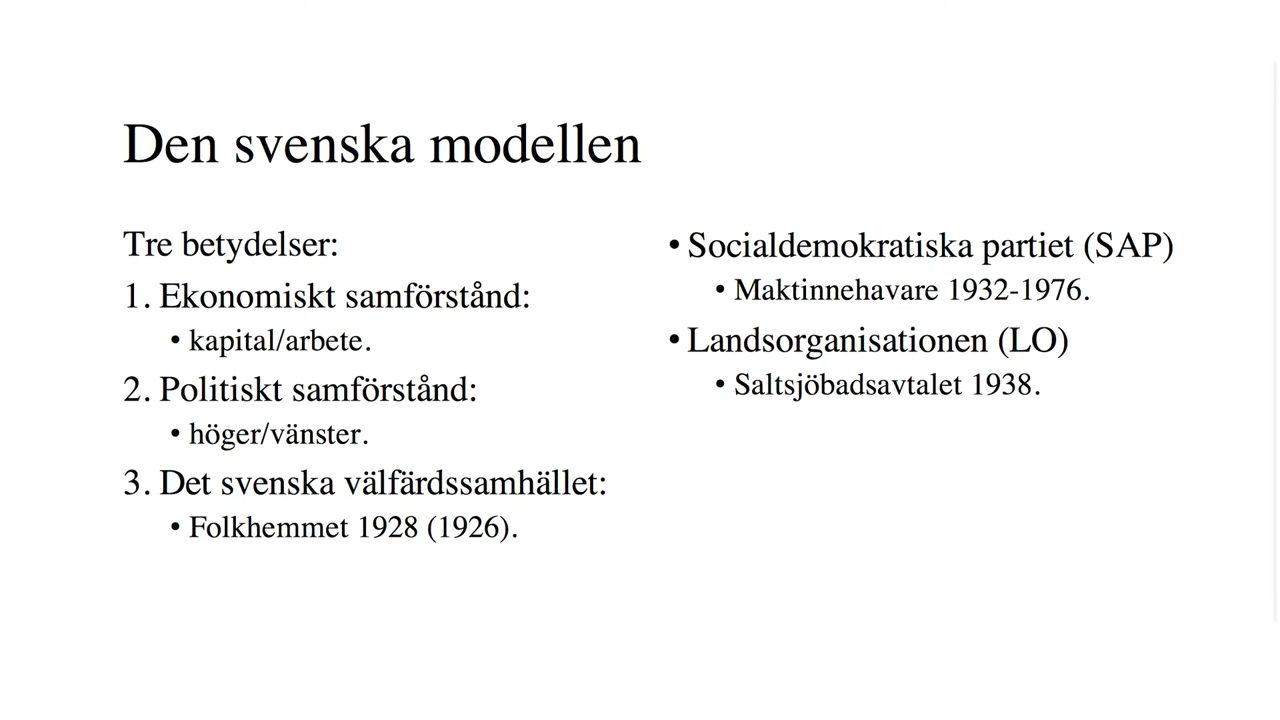 Den svenska modellen
Tre betydelser:
1. Ekonomiskt samförstånd:
• kapital/arbete.
2. Politiskt samförstånd:
• höger/vänster.
3. Det svenska välfärdssamhället:
• Folkhemmet 1928 (1926).
• Socialdemokratiska partiet (SAP)
• Maktinnehavare 1932-1976.
• Landsorganisationen (LO)
• Saltsjöbadsavtalet 1938.